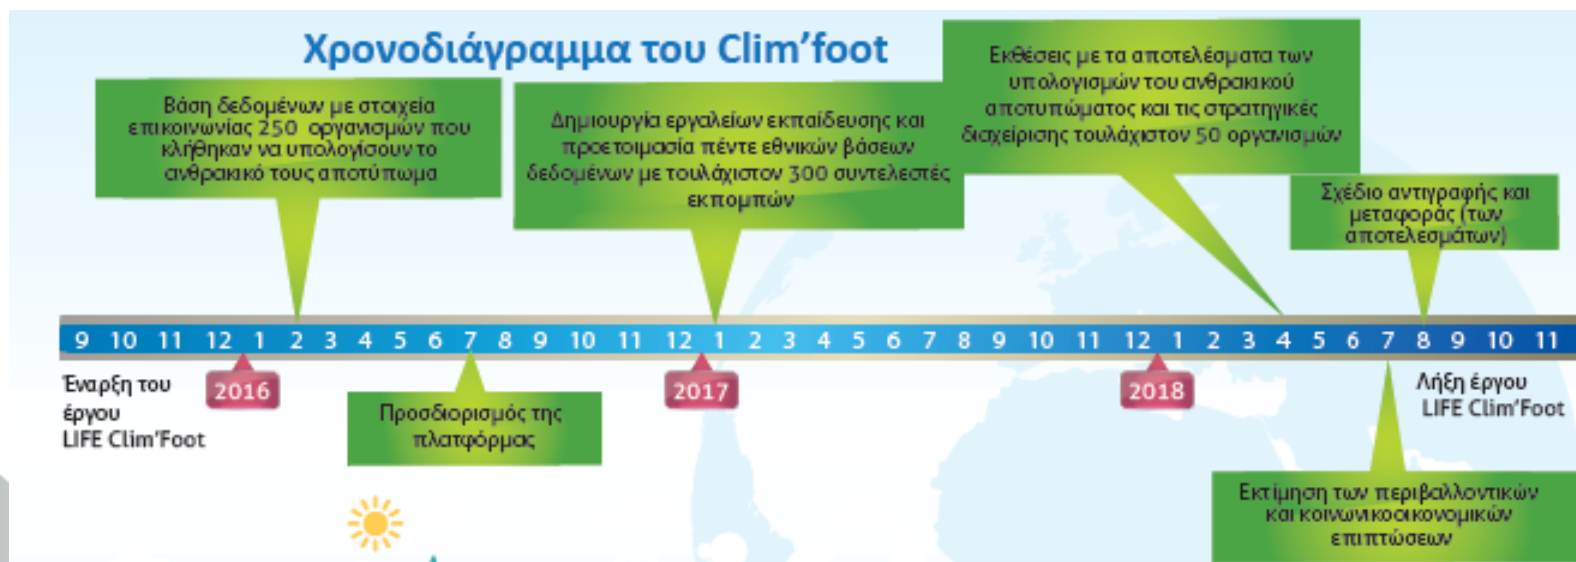 Χρονοδιάγραμμα του Clim'foot
Βάση δεδομένων με στοιχεία
επικοινωνίας 250 οργανισμών που
κλήθηκαν να υπολογίσουν το
ανθρακικό τους αποτύπωμα
Δημιουργία εργαλείων εκπαίδευσης και
προετοιμασία πέντε εθνικών βάσεων
δεδομένων με τουλάχιστον 300 συντελεστές
εκπομπών
Εκθέσεις με τα αποτελέσματα των
υπολογισμών του ανθρακικού
αποτυπώματος και τις στρατηγικές
διαχείρισης τουλάχιστον 50 οργανισμών
Σχέδιο αντιγραφής και
μεταφοράς (των
αποτελεσμάτων)
9 10 11 12 1 2 3 4 5 6 7 8 9 10 11 12 1 2 3 4 5 6 7 8 9 10 11 12 1 2 3 4 5 6 7 8 9 10 11
Έναρξη του
έργου
LIFE Clim'Foot
2016
Προσδιορισμός της
πλατφόρμας
2017
2018
Λήξη έργου
LIFE Clim'Foot
Εκτίμηση των περιβαλλοντικών
και κοινωνικοοικονομικών
επιπτώσεων